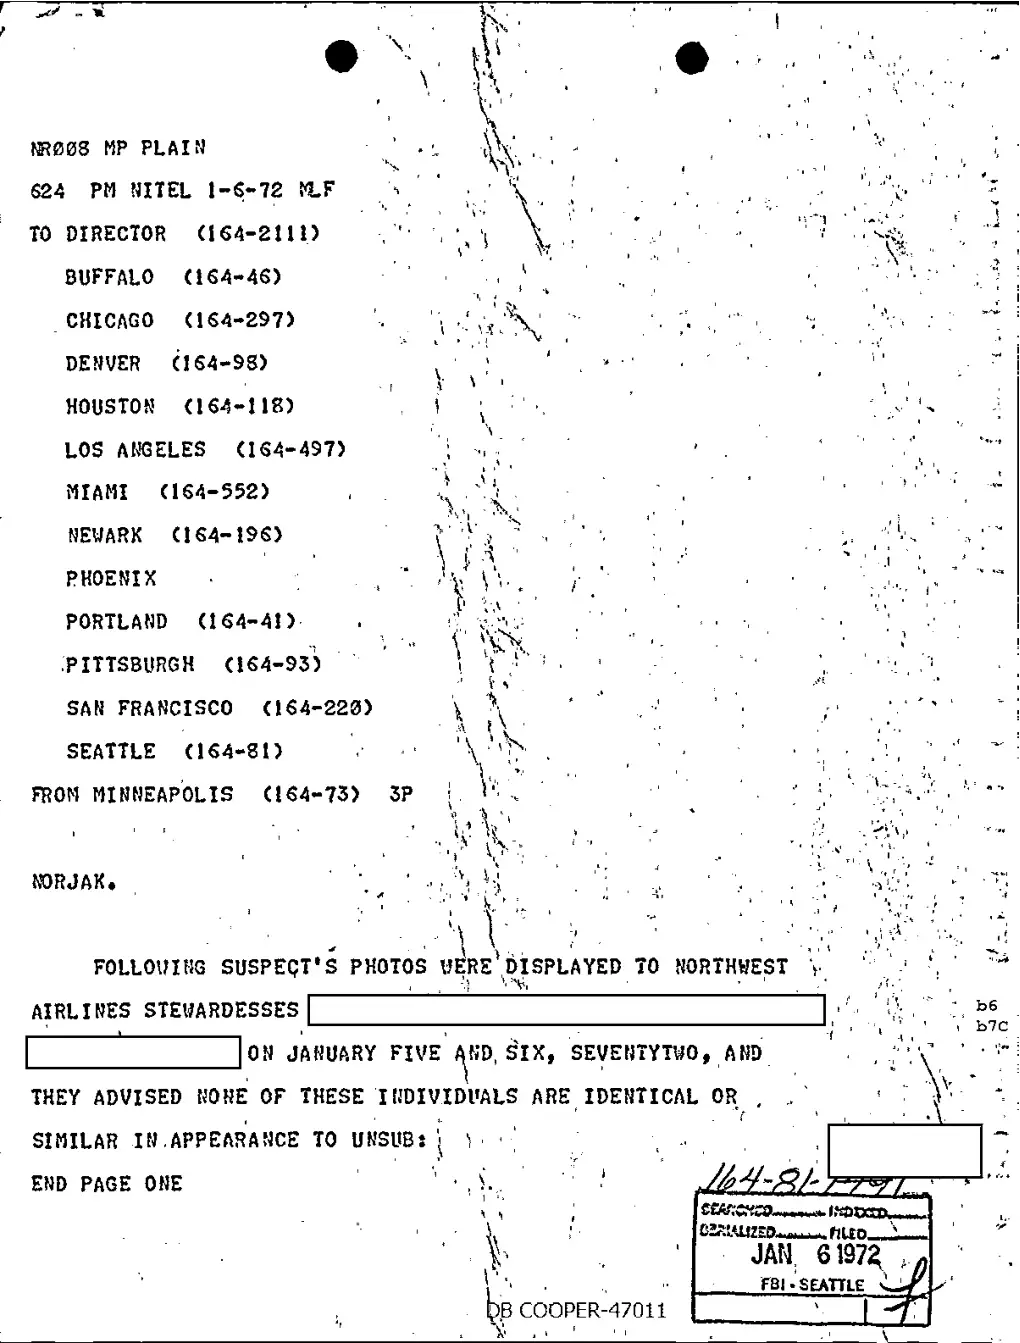 NR008 MP PLAIN
624 PM NITEL 1-6-72 MLF
TO DIRECTOR (164-2111)
BUFFALO (164-46)
CHICAGO (164-297)
DENVER (164-98)
HOUSTON (164-118)
LOS ANGELES (164-497)
MIAMI (164-552)
NEWARK (164-196)
PHOENIX
PORTLAND (164-41)
PITTSBURGH (164-93)
SAN FRANCISCO (164-220)
SEATTLE (164-81)
FROM MINNEAPOLIS (164-73) 3P
NORJAK.
FOLLOWING SUSPECT'S PHOTOS WERE DISPLAYED TO NORTHWEST
AIRLINES STEWARDESSES
b6
b7C
ON JANUARY FIVE AND SIX, SEVENTYTWO, AND
THEY ADVISED NONE OF THESE INDIVIDUALS ARE IDENTICAL OR
SIMILAR IN APPEARANCE TO UNSUB:
END PAGE ONE
164-81-
SEARCHED INDEXED
SERIALIZED FILED
JAN 6 1972
FBI - SEATTLE
DB COOPER-47011